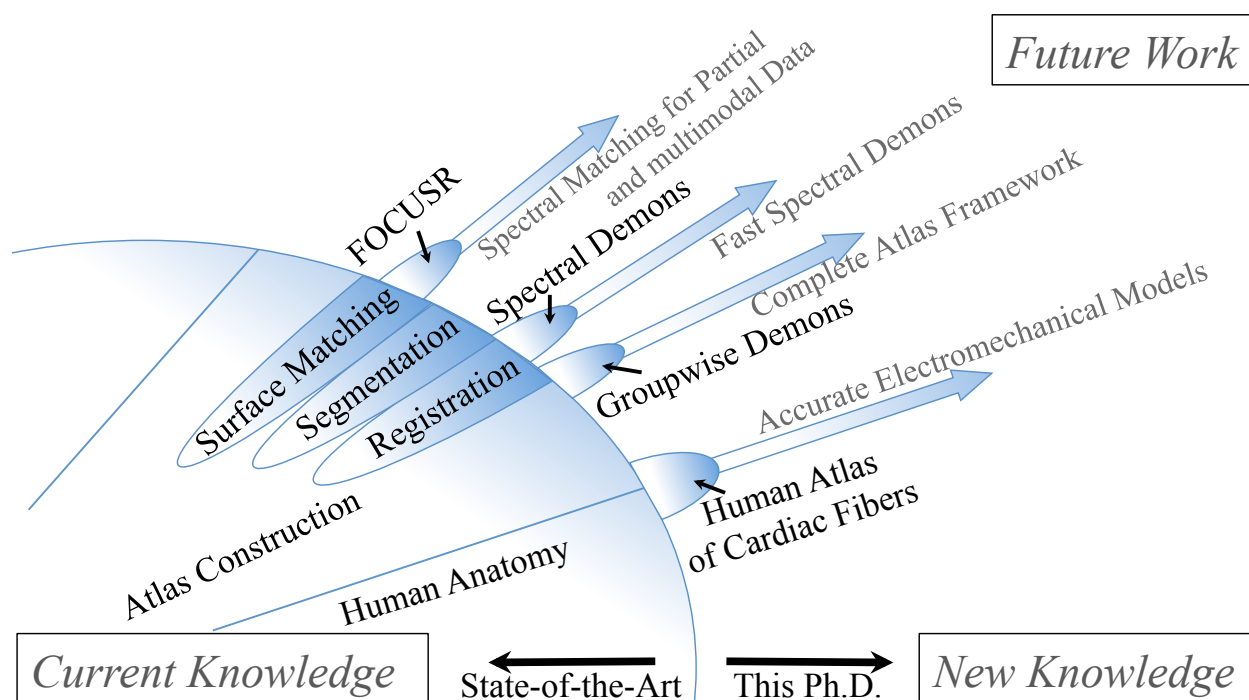 Future Work
Spectral Matching for Partial
and multimodal Data
FOCUSR
Fast Spectral Demons
Spectral Demons
Complete Atlas Framework
Groupwise Demons
Accurate Electromechanical Models
Surface Matching
Segmentation
Registration
Human Atlas
of Cardiac Fibers
Atlas Construction
Human Anatomy
Current Knowledge
State-of-the-Art
This Ph.D.
New Knowledge